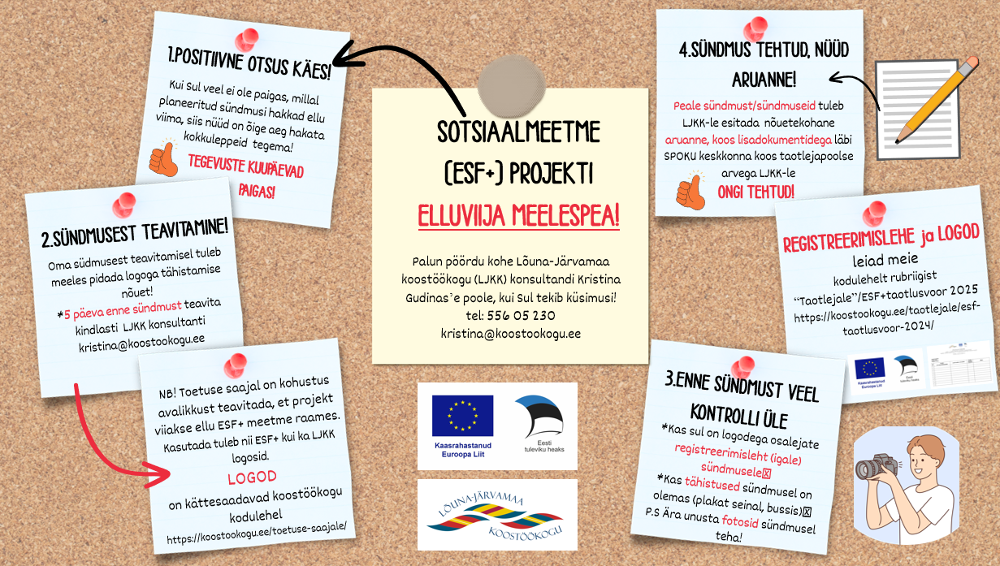 SOTSIAALMEETME
(ESF+) PROJEKTI
ELLUVIIJA MEELESPEA!
Palun pöördu kohe Lõuna-Järvamaa
koostöökogu (LJKK) konsultandi Kristina
Gudinas'e poole, kui Sul tekib küsimusi!
tel: 556 05 230
kristina@koostookogu.ee
1.POSITIIVNE OTSUS KÄES!
Kui Sul veel ei ole paigas, millal
planeeritud sündmusi hakkad ellu
viima, siis nüüd on õige aeg hakata
kokkuleppeid tegema!
TEGEVUSTE KUUPÄEVAD
PAIGAS!
2.SÜNDMUSEST TEAVITAMINE!
Oma südmusest teavitamisel tuleb
meeles pidada logoga tähistamise
nõuet!
*5 päeva enne sündmust teavita
kindlasti LJKK konsultanti
kristina@koostookogu.ee
NB! Toetuse saajal on kohustus
avalikkust teavitada, et projekt
viiakse ellu ESF+ meetme raames.
Kasutada tuleb nii ESF+ kui ka LJKK
logosid.
LOGOD
on kättesaadavad koostöökogu
kodulehel
https://koostookogu.ee/toetuse-saajale/
Kaasrahastanud
Euroopa Liit
Eesti
tuleviku heaks
LÕUNA-JÄRVAMAA
KOOSTÖÖKOGU
3.ENNE SÜNDMUST VEEL
KONTROLLI ÜLE
*Kas sul on logodega osalejate
registreerimisleht (igale)
sündmusele
*Kas tähistused sündmusel on
olemas (plakat seinal, bussis)
P.S Ära unusta fotosid sündmusel
teha!
4.SÜNDMUS TEHTUD, NÜÜD
ARUANNE!
Peale sündmust/sündmuseid tuleb
LJKK-le esitada nõuetekohane
aruanne, koos lisadokumentidega läbi
SPOKU keskkonna koos taotlejapoolse
arvega LJKK-le
ONGI TEHTUD!
REGISTREERIMISLEHE ja LOGOD
leiad meie
kodulehelt rubriigist
“Taotlejale”/ESF+taotlusvoor 2025
https://koostookogu.ee/taotlejale/esf-
taotlusvoor-2024/
Kaasrahastanud
Euroopa Liit
Eesti
tuleviku heaks